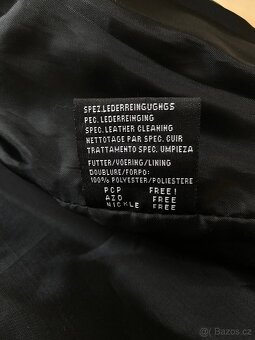 SPEZ.LEDERREINGUGHGS
PEC. LEDERREINGING
SPEC. LEATHER CLEANING
NETTOTAGE PAR SPEC. CUIR
TRATTAMENTO SPEC. UMPIEZA
FUTTER/VOERING/LINING
DOUBLURE/FORPO:
100% POLYESTER/POLIESTERE
PCP FREE!
AZO FREE
NICKLE FREE
© Bazos.cz